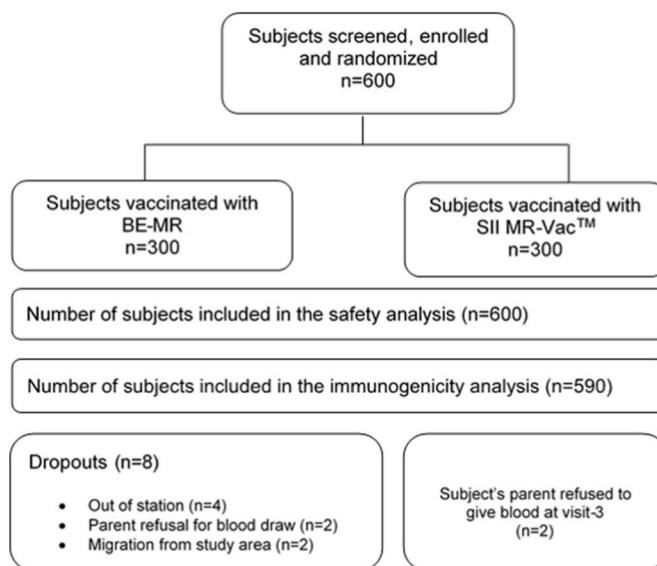 Subjects screened, enrolled
and randomized
n=600
Subjects vaccinated with
BE-MR
n=300
Subjects vaccinated with
SII MR-Vac™
n=300
Number of subjects included in the safety analysis (n=600)
Number of subjects included in the immunogenicity analysis (n=590)
Dropouts (n=8)
• Out of station (n=4)
• Parent refusal for blood draw (n=2)
• Migration from study area (n=2)
Subject's parent refused to
give blood at visit-3
(n=2)